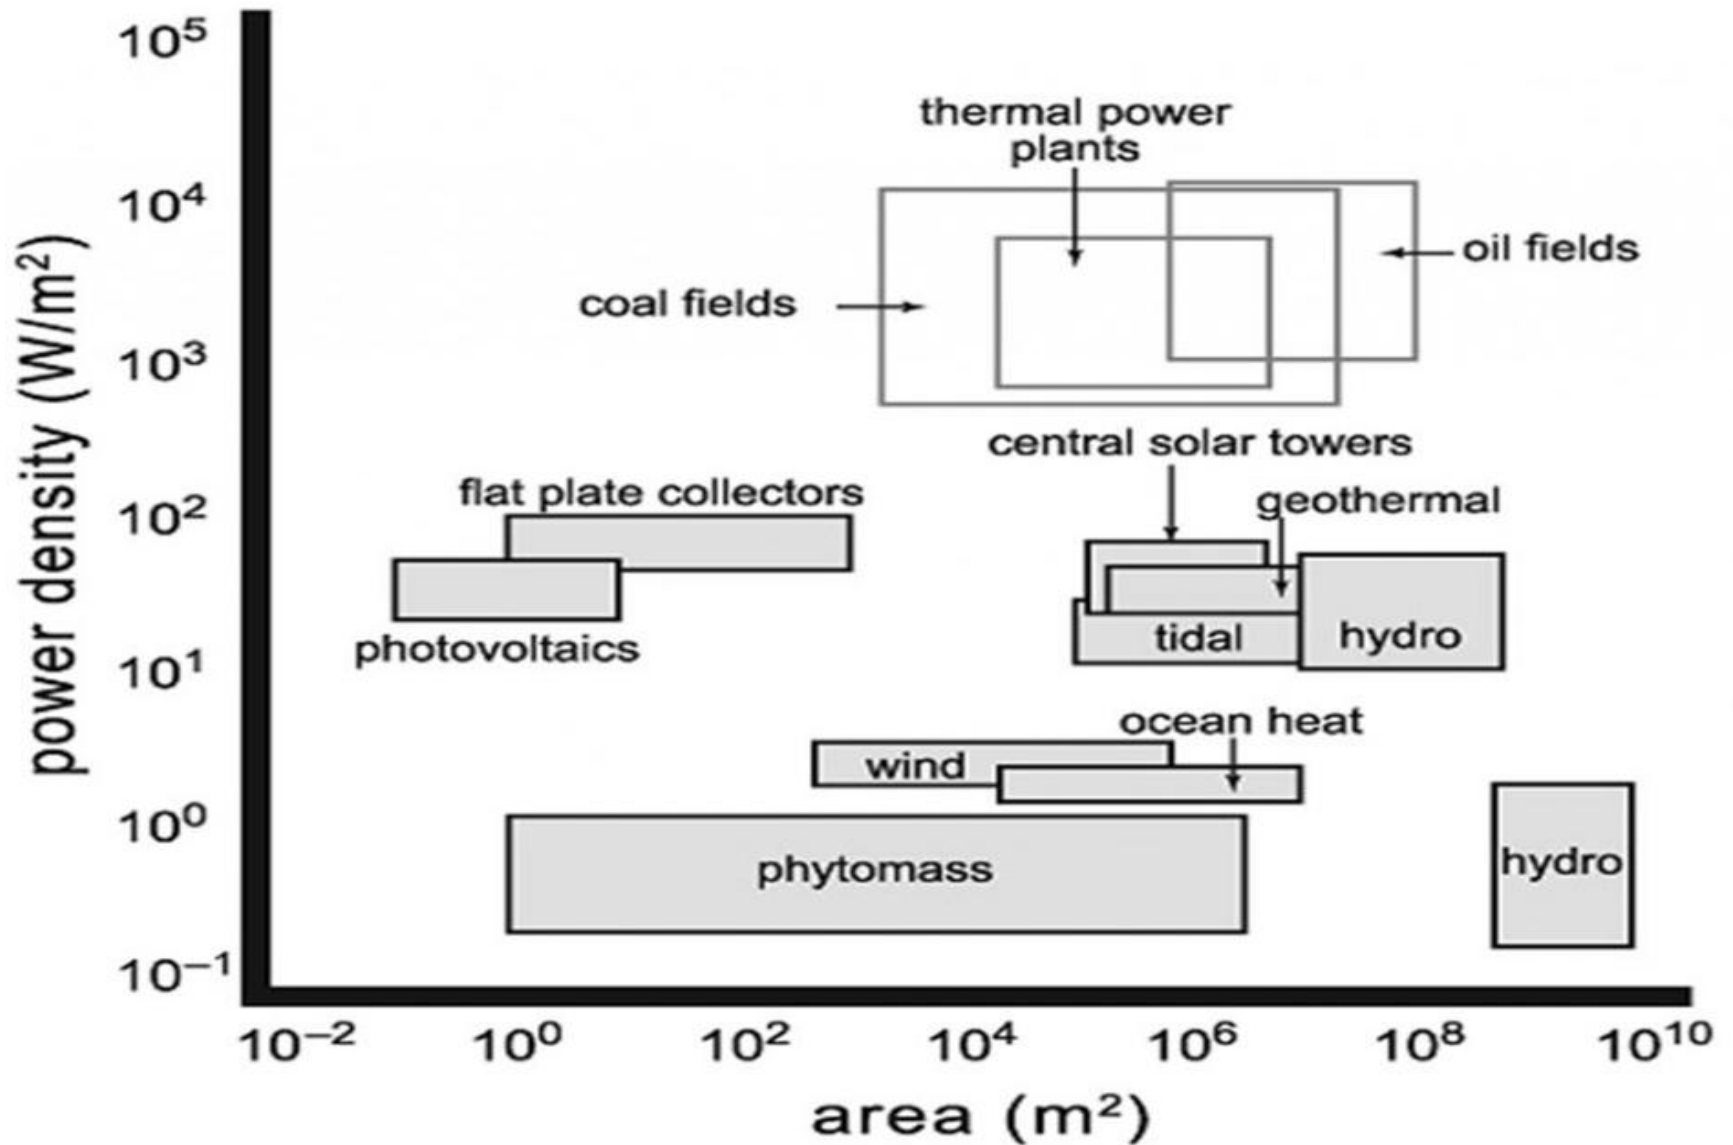 10⁵
thermal power
plants
10⁴
oil fields
coal fields
10³
power density (W/m²)
central solar towers
flat plate collectors
geothermal
10²
tidal
hydro
photovoltaics
10¹
ocean heat
wind
10⁰
phytomass
hydro
10⁻¹
10⁻² 10⁰ 10² 10⁴ 10⁶ 10⁸ 10¹⁰
area (m²)